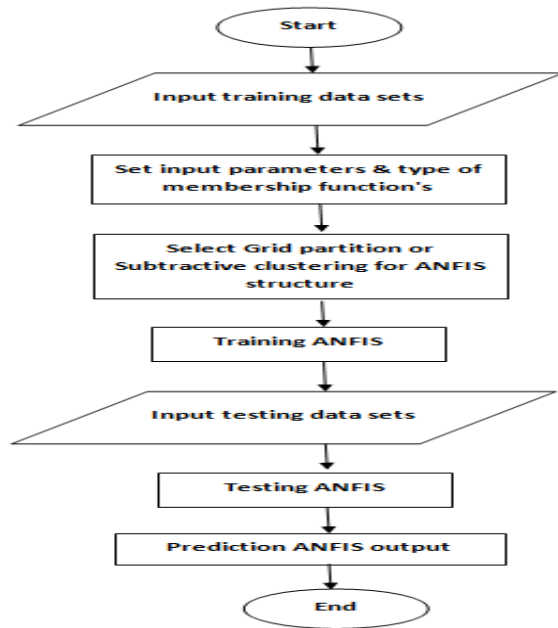 Start
Input training data sets
Set input parameters & type of
membership function's
Select Grid partition or
Subtractive clustering for ANFIS
structure
Training ANFIS
Input testing data sets
Testing ANFIS
Prediction ANFIS output
End